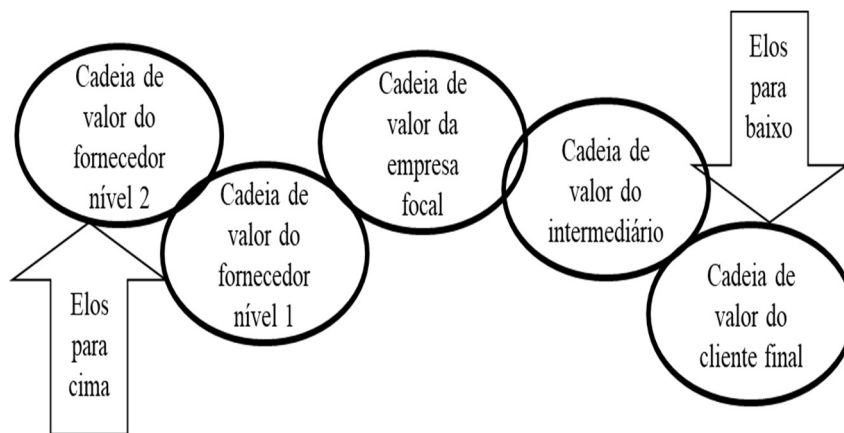 Cadeia de
valor do
fornecedor
nível 2
Cadeia de
valor do
fornecedor
nível 1
Cadeia de
valor da
empresa
focal
Cadeia de
valor do
intermediário
Cadeia de
valor do
cliente final
Elos
para
cima
Elos
para
baixo